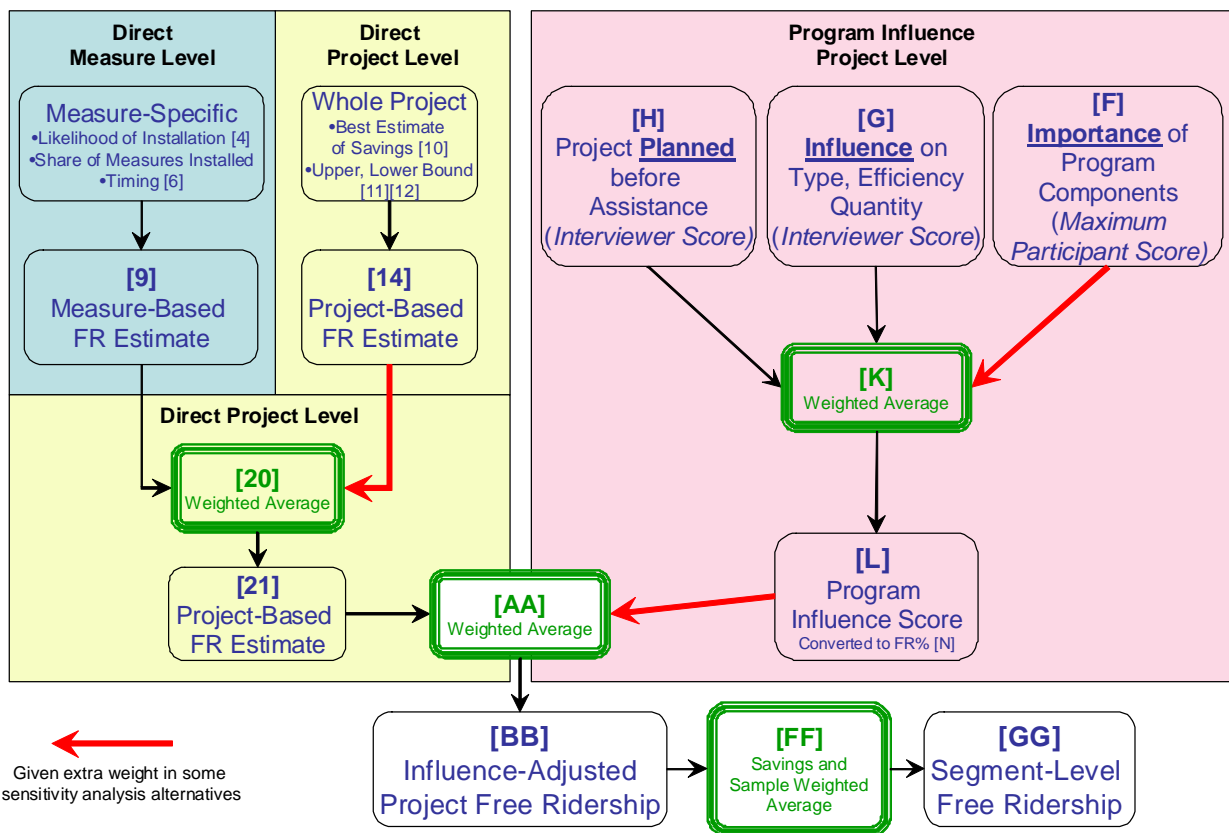 Direct
Measure Level
Measure-Specific
•Likelihood of Installation [4]
•Share of Measures Installed
•Timing [6]
[9]
Measure-Based
FR Estimate
Direct
Project Level
Whole Project
•Best Estimate
of Savings [10]
•Upper, Lower Bound
[11][12]
[14]
Project-Based
FR Estimate
Direct Project Level
[20]
Weighted Average
[21]
Project-Based
FR Estimate
Program Influence
Project Level
[H]
Project Planned
before
Assistance
(Interviewer Score)
[G]
Influence on
Type, Efficiency
Quantity
(Interviewer Score)
[F]
Importance of
Program
Components
(Maximum
Participant Score)
[K]
Weighted Average
[L]
Program
Influence Score
Converted to FR% [N]
[AA]
Weighted Average
[BB]
Influence-Adjusted
Project Free Ridership
[FF]
Savings and
Sample Weighted
Average
[GG]
Segment-Level
Free Ridership
Given extra weight in some
sensitivity analysis alternatives